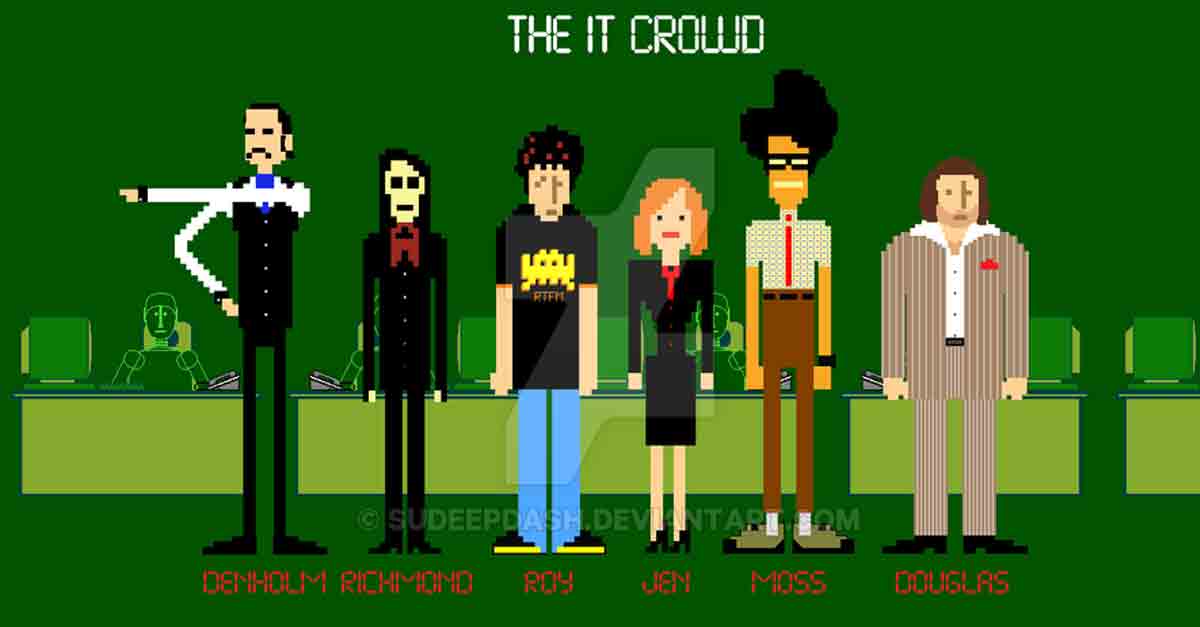 THE IT CROWD
RTFM
© SUDEEPDASH.DEVIANTART.COM
DENHOLM RICHMOND ROY JEN MOSS DOUGLAS